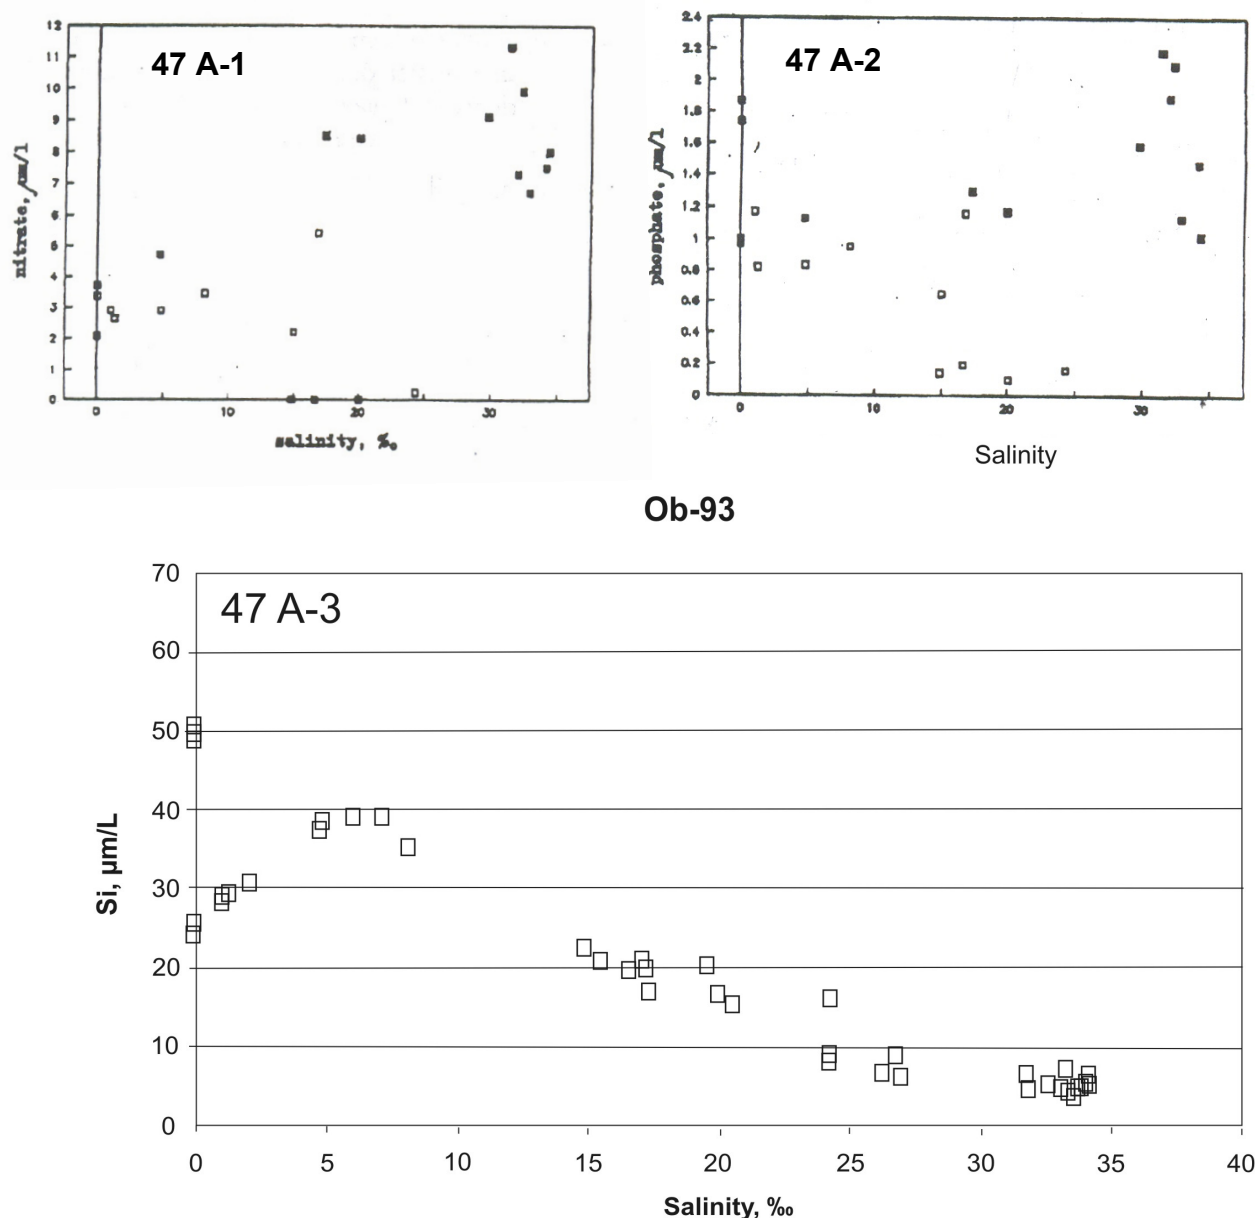 47 A-1
12
11
10
9
8
7
6
5
4
3
2
1
0
nitrate, µm/l
0 10 20 30
salinity, ‰
47 A-2
2.4
2.2
2
1.8
1.6
1.4
1.2
1
0.8
0.6
0.4
0.2
0
phosphate, µm/l
0 10 20 30
Salinity
Ob-93
47 A-3
70
60
50
40
30
20
10
0
Si, µm/L
0 5 10 15 20 25 30 35 40
Salinity, ‰